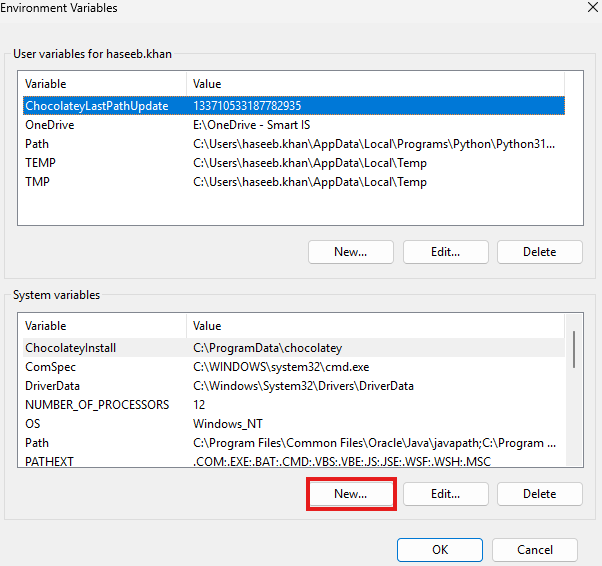 Environment Variables
User variables for haseeb.khan
Variable Value
ChocolateyLastPathUpdate 133710533187782935
OneDrive E:\OneDrive - Smart IS
Path C:\Users\haseeb.khan\AppData\Local\Programs\Python\Python31...
TEMP C:\Users\haseeb.khan\AppData\Local\Temp
TMP C:\Users\haseeb.khan\AppData\Local\Temp
New... Edit... Delete
System variables
Variable Value
ChocolateyInstall C:\ProgramData\chocolatey
ComSpec C:\WINDOWS\system32\cmd.exe
DriverData C:\Windows\System32\Drivers\DriverData
NUMBER_OF_PROCESSORS 12
OS Windows_NT
Path C:\Program Files\Common Files\Oracle\Java\javapath;C:\Program ...
PATHEXT .COM;.EXE;.BAT;.CMD;.VBS;.VBE;.JS;.JSE;.WSF;.WSH;.MSC
New... Edit... Delete
OK Cancel